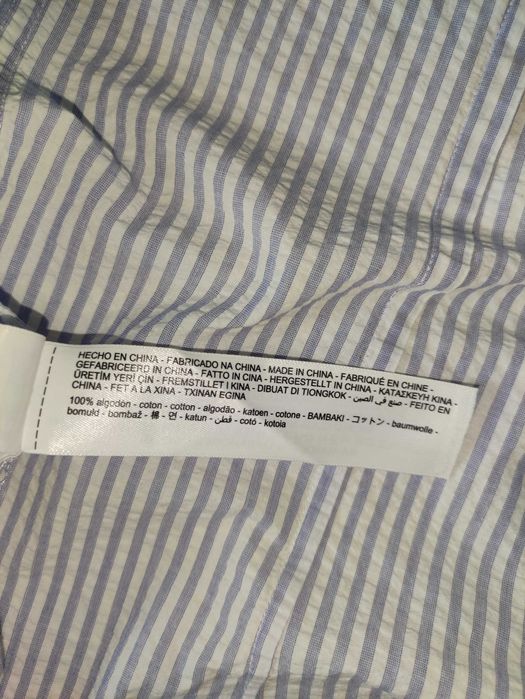 HECHO EN CHINA - FABRICADO NA CHINA - MADE IN CHINA - FABRIQUÉ EN CHINE -
GEFABRICEERD IN CHINA - FATTO IN CINA - HERGESTELLT IN CHINA - ΚΑΤΑΣΚΕΥΗ ΚΙΝΑ -
ÜRETİM YERİ ÇİN - FREMSTILLET I KINA - DIBUAT DI TIONGKOK - صنع في الصين - FEITO EN
CHINA - FET A LA XINA - TXINAN EGINA
100% algodón - coton - cotton - algodão - katoen - cotone - ΒΑΜΒΑΚΙ - コットン - baumwolle -
bomuld - bombaž - 棉 - 면 - katun - قطن - cotó - kotoia